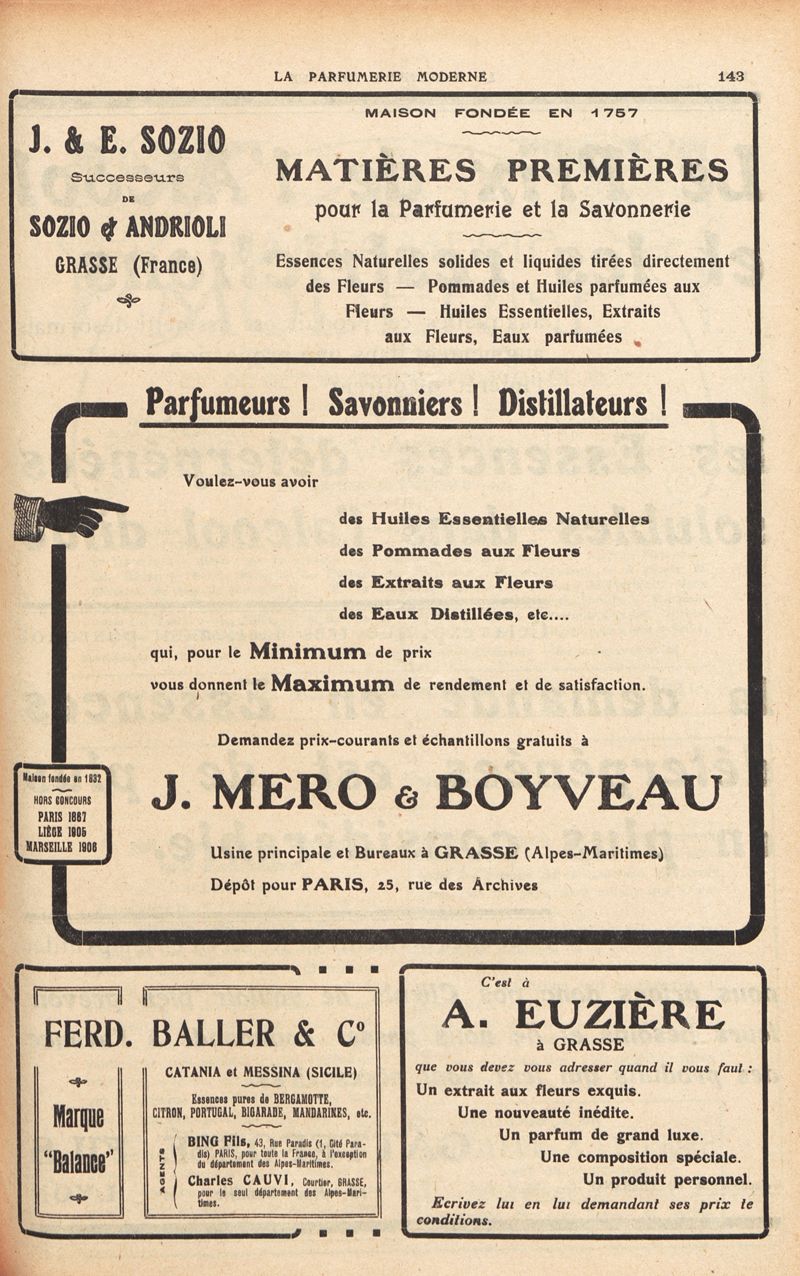 LA PARFUMERIE MODERNE 143
J. & E. SOZIO
Successeurs
DE
SOZIO & ANDRIOLI
GRASSE (France)
MAISON FONDÉE EN 1757
MATIÈRES PREMIÈRES
pour la Parfumerie et la Savonnerie
Essences Naturelles solides et liquides tirées directement
des Fleurs — Pommades et Huiles parfumées aux
Fleurs — Huiles Essentielles, Extraits
aux Fleurs, Eaux parfumées
Parfumeurs ! Savonniers ! Distillateurs !
Voulez-vous avoir
des Huiles Essentielles Naturelles
des Pommades aux Fleurs
des Extraits aux Fleurs
des Eaux Distillées, etc....
qui, pour le Minimum de prix
vous donnent le Maximum de rendement et de satisfaction.
Demandez prix-courants et échantillons gratuits à
J. MERO & BOYVEAU
Usine principale et Bureaux à GRASSE (Alpes-Maritimes)
Dépôt pour PARIS, 25, rue des Archives
Maison fondée en 1832
HORS CONCOURS
PARIS 1867
LIÈGE 1905
MARSEILLE 1906
FERD. BALLER & Cº
Marque
"Balance"
CATANIA et MESSINA (SICILE)
Essences pures de BERGAMOTTE,
CITRON, PORTUGAL, BIGARADE, MANDARINES, etc.
AGENTS
BING Fils, 43, Rue Paradis (1, Cité Para-
dis) PARIS, pour toute la France, à l'exception
du département des Alpes-Maritimes.
Charles CAUVI, Courtier, GRASSE,
pour le seul département des Alpes-Mari-
times.
C'est à
A. EUZIÈRE
à GRASSE
que vous devez vous adresser quand il vous faut :
Un extrait aux fleurs exquis.
Une nouveauté inédite.
Un parfum de grand luxe.
Une composition spéciale.
Un produit personnel.
Ecrivez lui en lui demandant ses prix te
conditions.